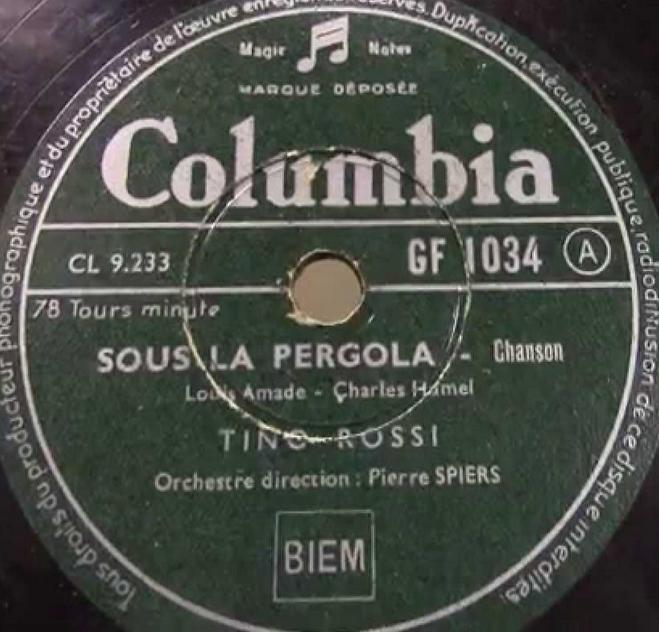 Tous droits du producteur phonographique et du propriétaire de l'œuvre enregistrée réservés. Duplication, exécution publique, radiodiffusion de ce disque interdites.
Magic Notes
MARQUE DÉPOSÉE
Columbia
CL 9.233 GF 1034 A
78 Tours minute
SOUS LA PERGOLA - Chanson
Louis Amade - Charles Humel
TINO ROSSI
Orchestre direction : Pierre SPIERS
BIEM